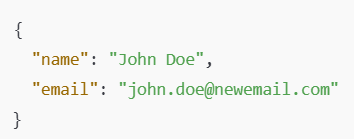 {
  "name": "John Doe",
  "email": "john.doe@newemail.com"
}